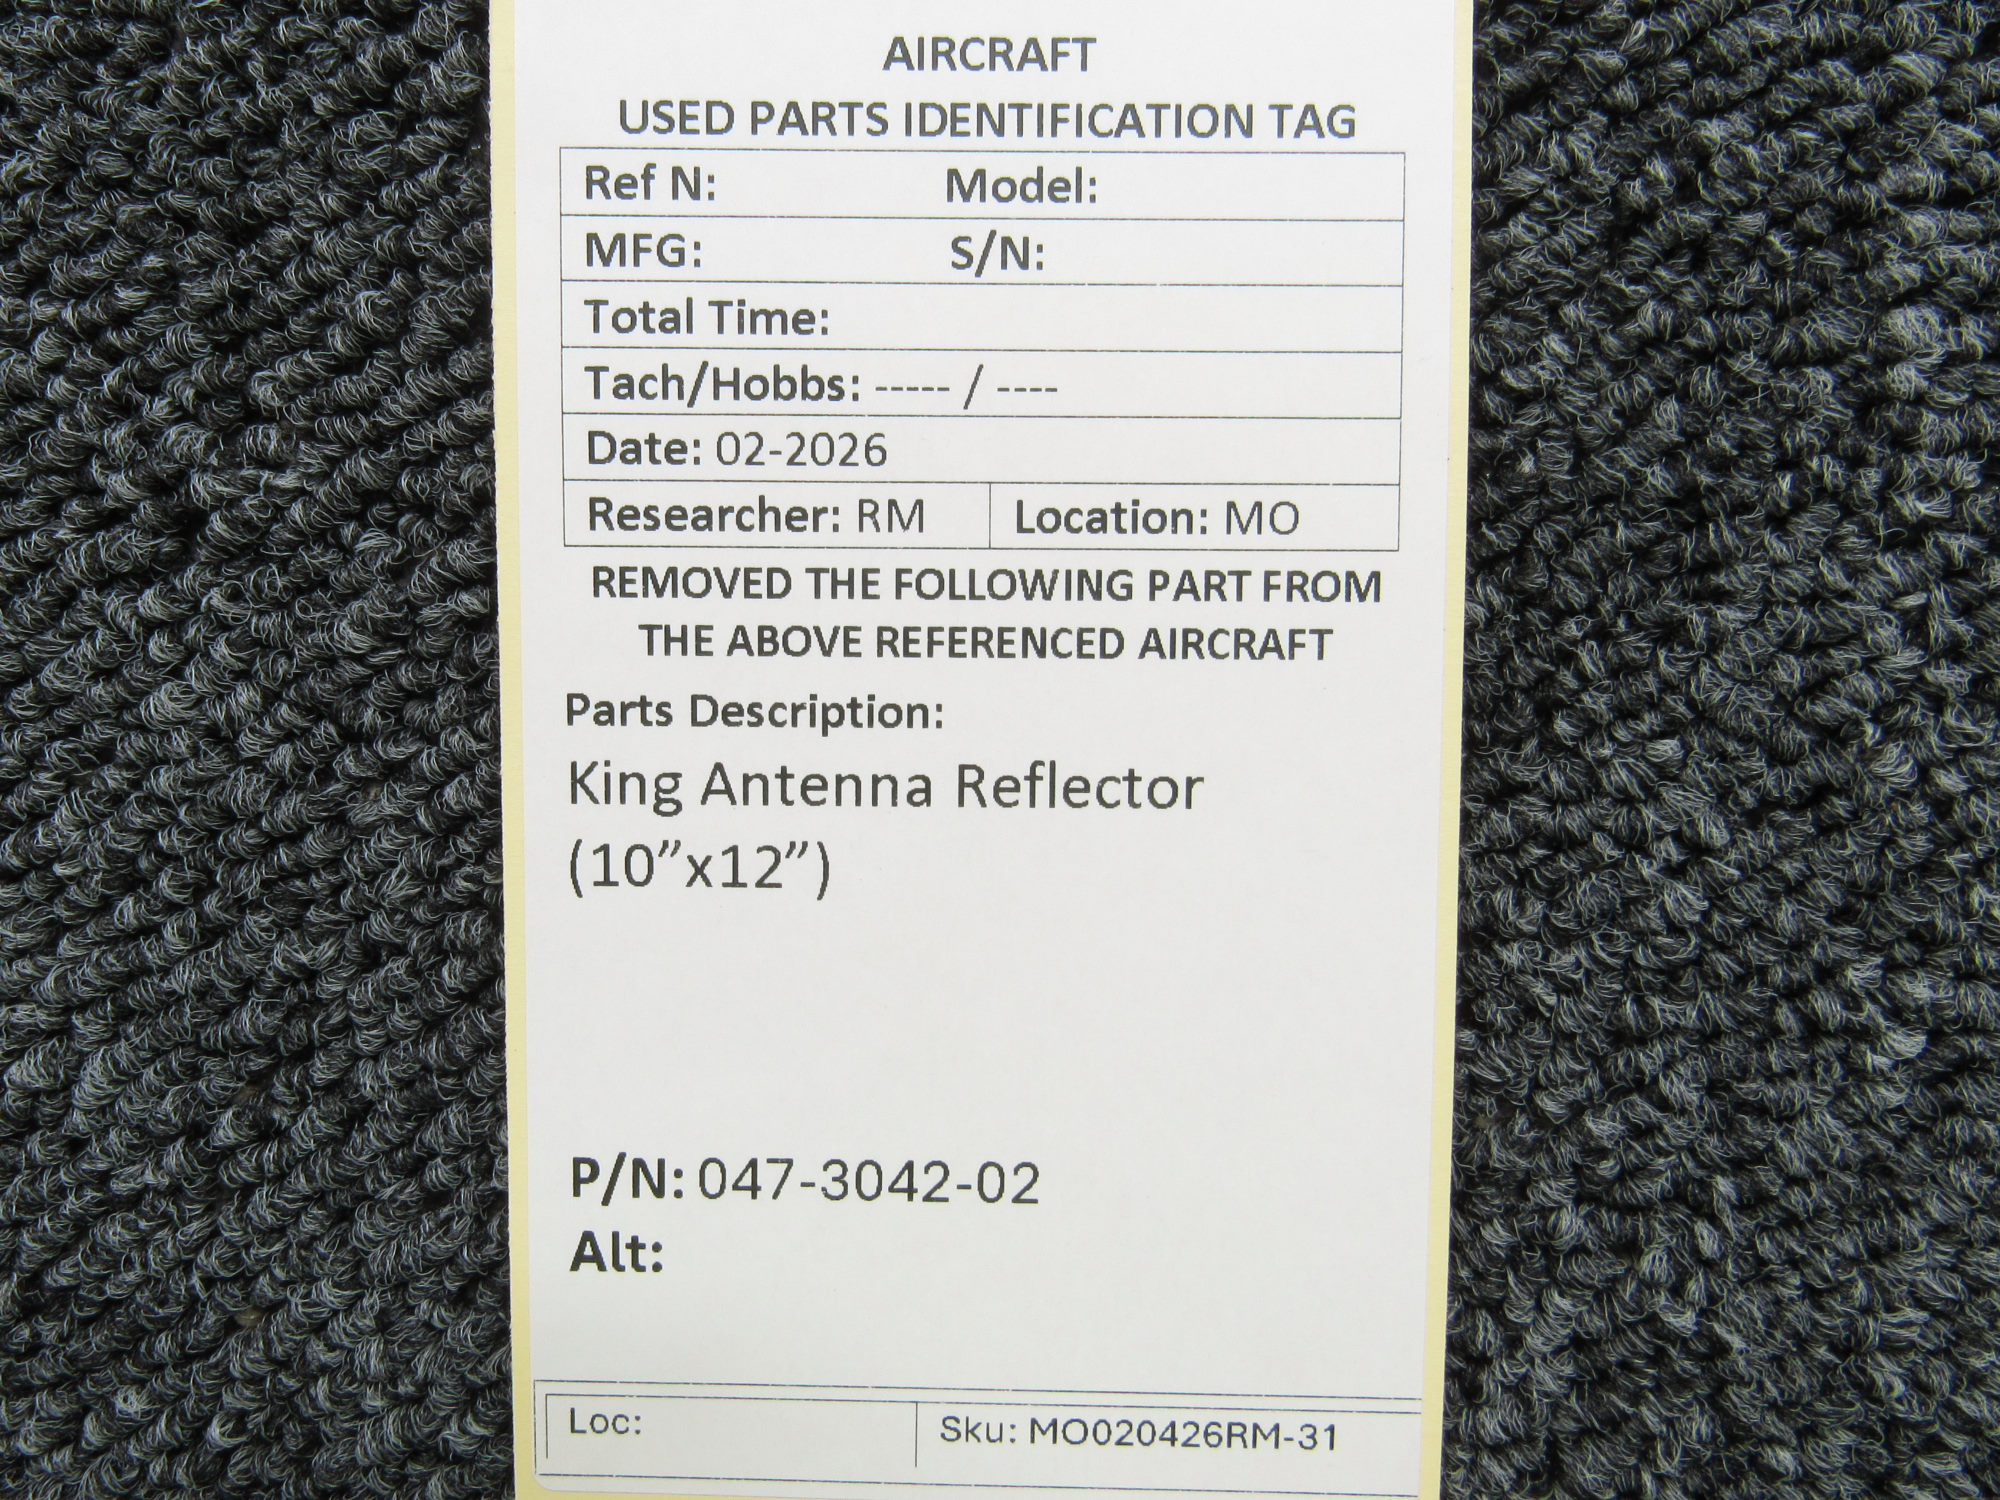 AIRCRAFT
USED PARTS IDENTIFICATION TAG
Ref N: Model:
MFG: S/N:
Total Time:
Tach/Hobbs: ----- / ----
Date: 02-2026
Researcher: RM Location: MO
REMOVED THE FOLLOWING PART FROM
THE ABOVE REFERENCED AIRCRAFT
Parts Description:
King Antenna Reflector
(10”x12”)
P/N: 047-3042-02
Alt:
Loc: Sku: MO020426RM-31